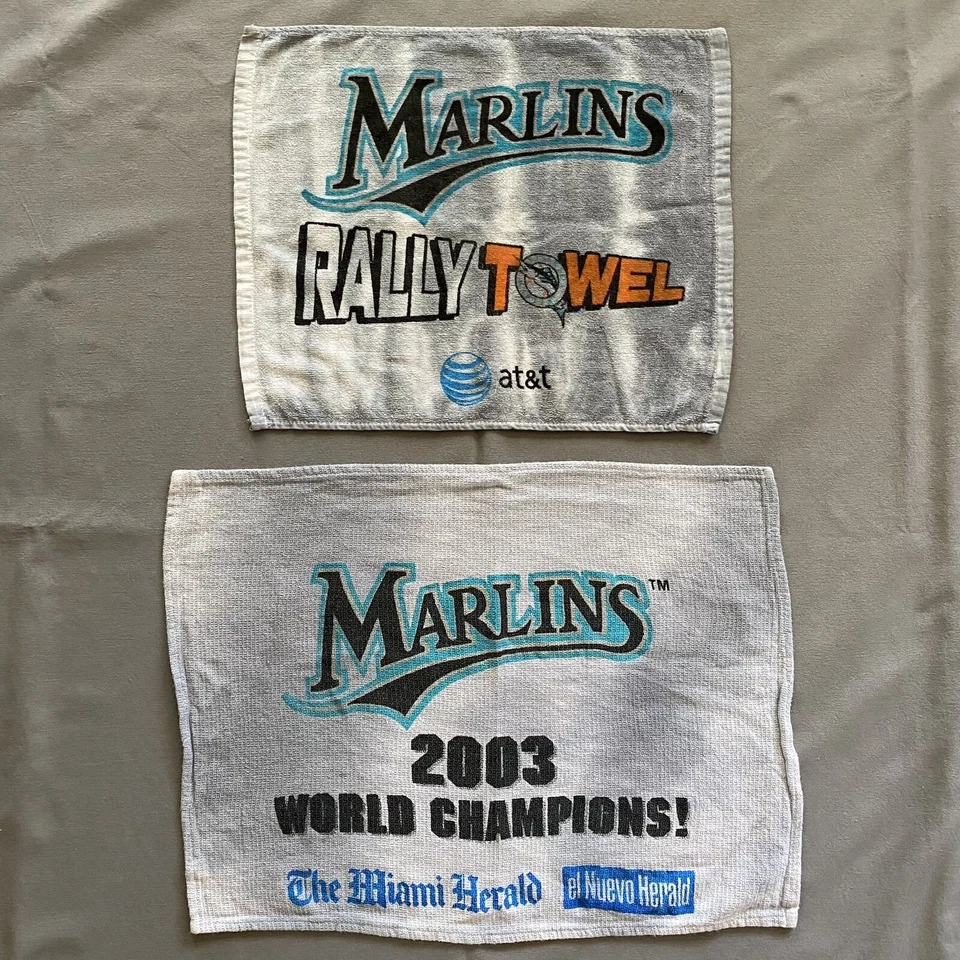 MARLINS
RALLY TOWEL
at&t
MARLINS™
2003
WORLD CHAMPIONS!
The Miami Herald el Nuevo Herald